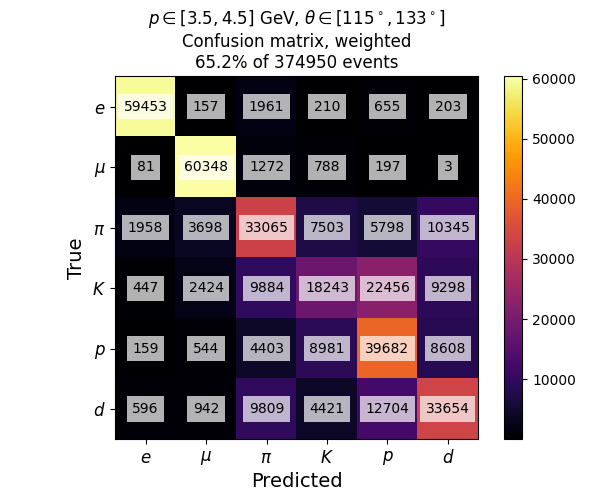 p ∈ [3.5, 4.5] GeV, θ ∈ [115°, 133°]
Confusion matrix, weighted
65.2% of 374950 events
e 59453 157 1961 210 655 203
μ 81 60348 1272 788 197 3
π 1958 3698 33065 7503 5798 10345
K 447 2424 9884 18243 22456 9298
p 159 544 4403 8981 39682 8608
d 596 942 9809 4421 12704 33654
e μ π K p d
True
Predicted
60000
50000
40000
30000
20000
10000